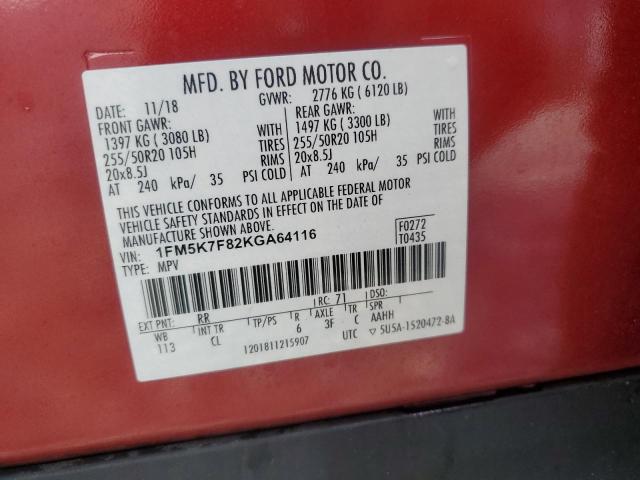 MFD. BY FORD MOTOR CO.
DATE: 11/18 GVWR: 2776 KG ( 6120 LB)
FRONT GAWR: REAR GAWR:
1397 KG ( 3080 LB) WITH 1497 KG ( 3300 LB) WITH
255/50R20 105H TIRES 255/50R20 105H TIRES
20x8.5J RIMS 20x8.5J RIMS
AT 240 kPa/ 35 PSI COLD AT 240 kPa/ 35 PSI COLD
THIS VEHICLE CONFORMS TO ALL APPLICABLE FEDERAL MOTOR
VEHICLE SAFETY STANDARDS IN EFFECT ON THE DATE OF
MANUFACTURE SHOWN ABOVE.
VIN: 1FM5K7F82KGA64116 F0272
TYPE: MPV T0435
EXT PNT: RR RC: 71 DSO:
WB INT TR TP/PS R AXLE TR SPR
113 CL 6 3F C AAHH
1201811215907 UTC 5U5A-1520472-8A